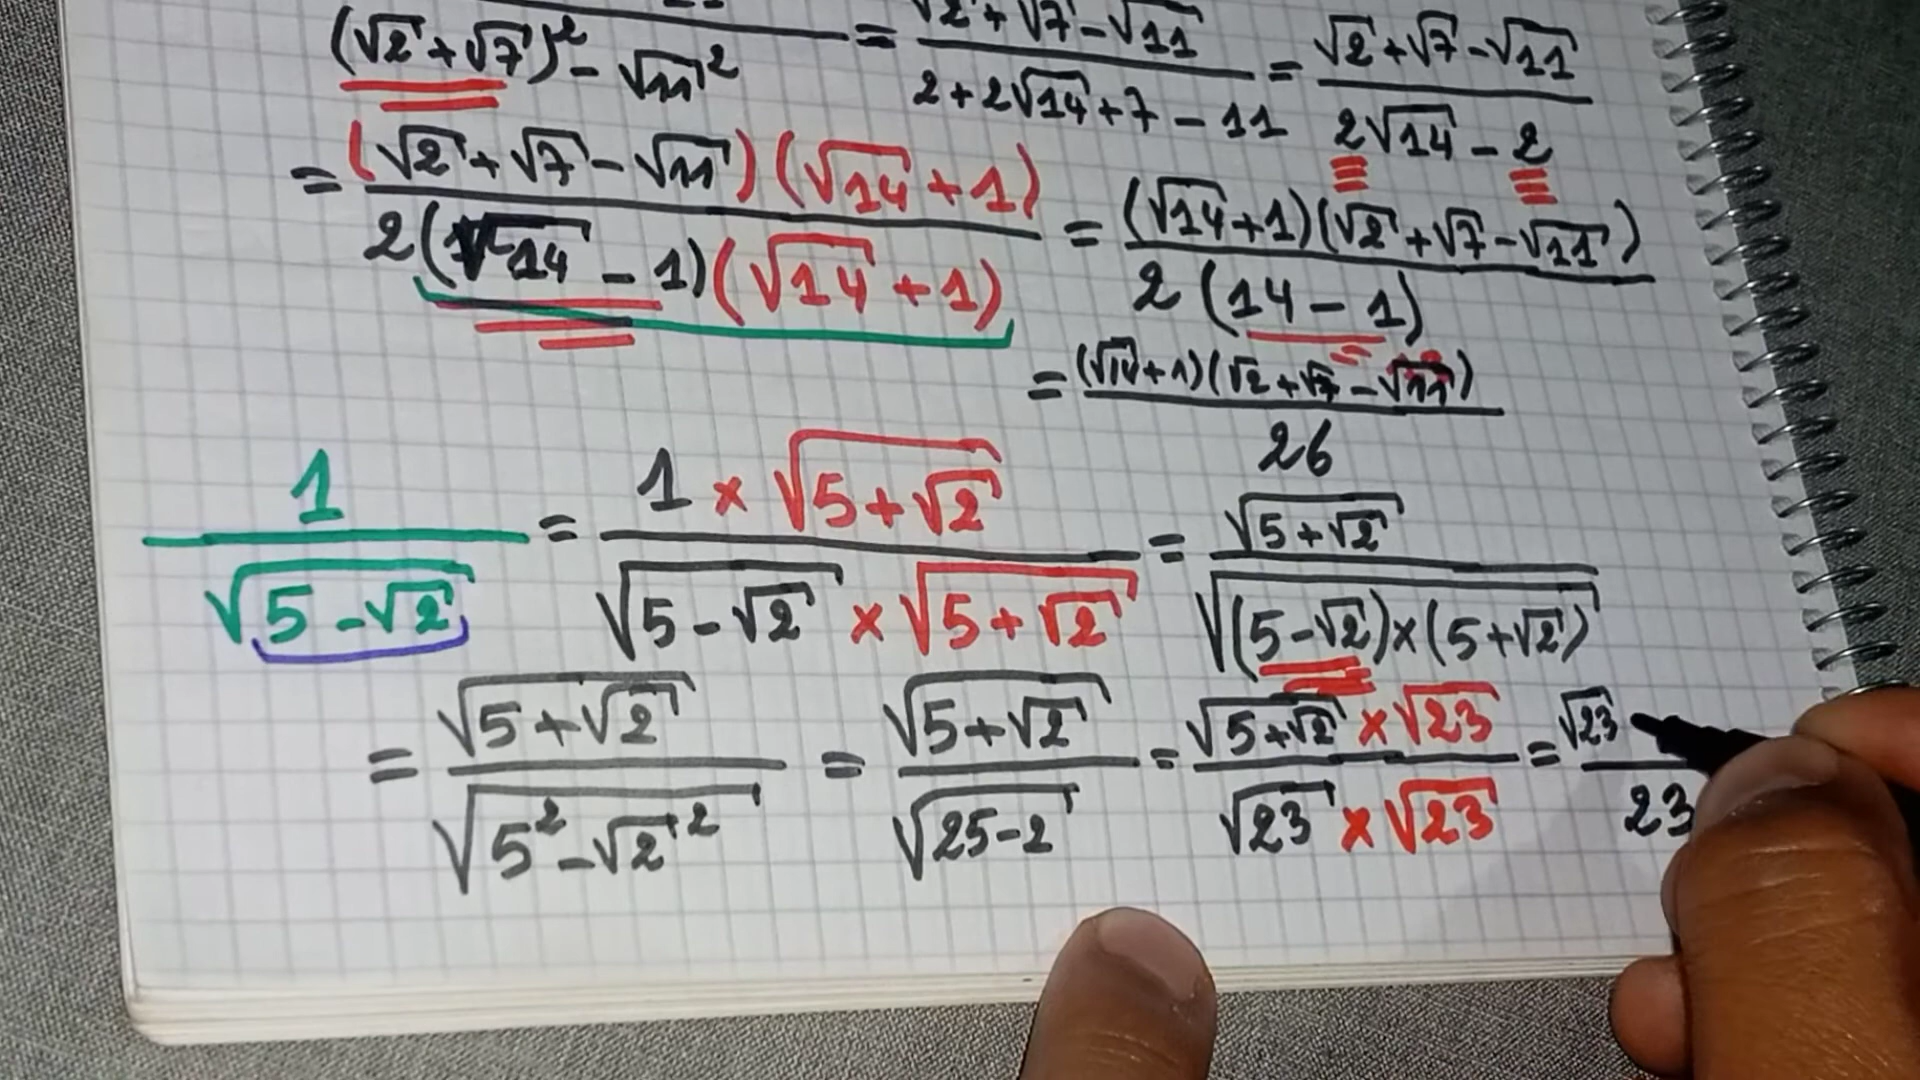 (√2+√7)² - √11² = (√2+√7-√11)/(2+2√14+7-11) = (√2+√7-√11)/(2√14-2)
= ((√2+√7-√11)(√14+1))/(2(√14-1)(√14+1)) = ((√14+1)(√2+√7-√11))/(2(14-1))
= ((√14+1)(√2+√7-√11))/26
1/√(5-√2) = (1×√(5+√2))/(√(5-√2)×√(5+√2)) = √(5+√2)/√((5-√2)×(5+√2))
= √(5+√2)/√(5²-√2²) = √(5+√2)/√(25-2) = (√(5+√2)×√23)/(√23×√23) = √23/23